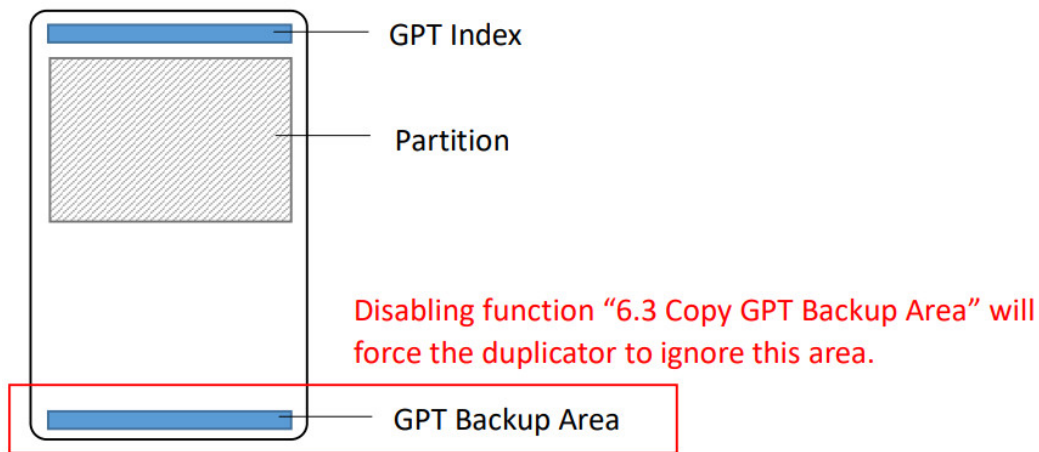 GPT Index
Partition
Disabling function “6.3 Copy GPT Backup Area” will
force the duplicator to ignore this area.
GPT Backup Area